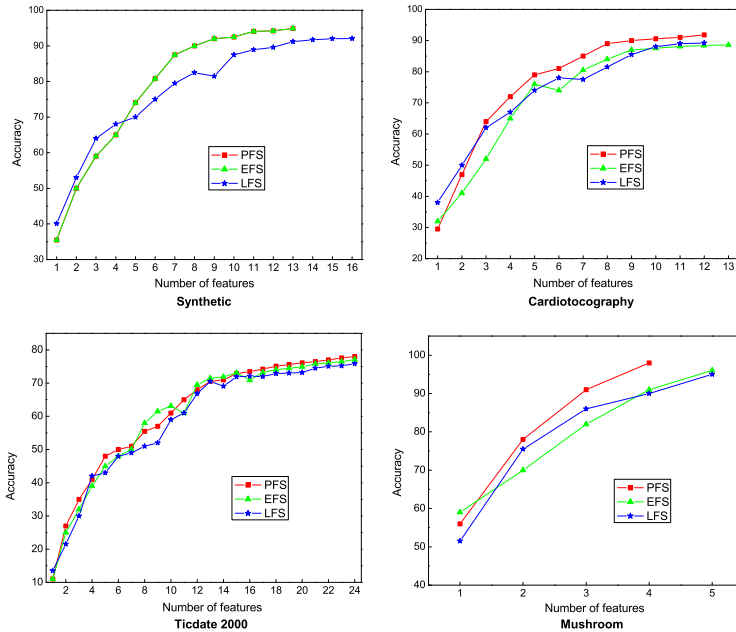 Accuracy
100
90
80
70
60
50
40
30
1 2 3 4 5 6 7 8 9 10 11 12 13 14 15 16
PFS
EFS
LFS
Number of features
Synthetic
Accuracy
100
90
80
70
60
50
40
30
20
1 2 3 4 5 6 7 8 9 10 11 12 13
PFS
EFS
LFS
Number of features
Cardiotocography
Accuracy
80
70
60
50
40
30
20
10
2 4 6 8 10 12 14 16 18 20 22 24
PFS
EFS
LFS
Number of features
Ticdate 2000
Accuracy
100
90
80
70
60
50
40
1 2 3 4 5
PFS
EFS
LFS
Number of features
Mushroom